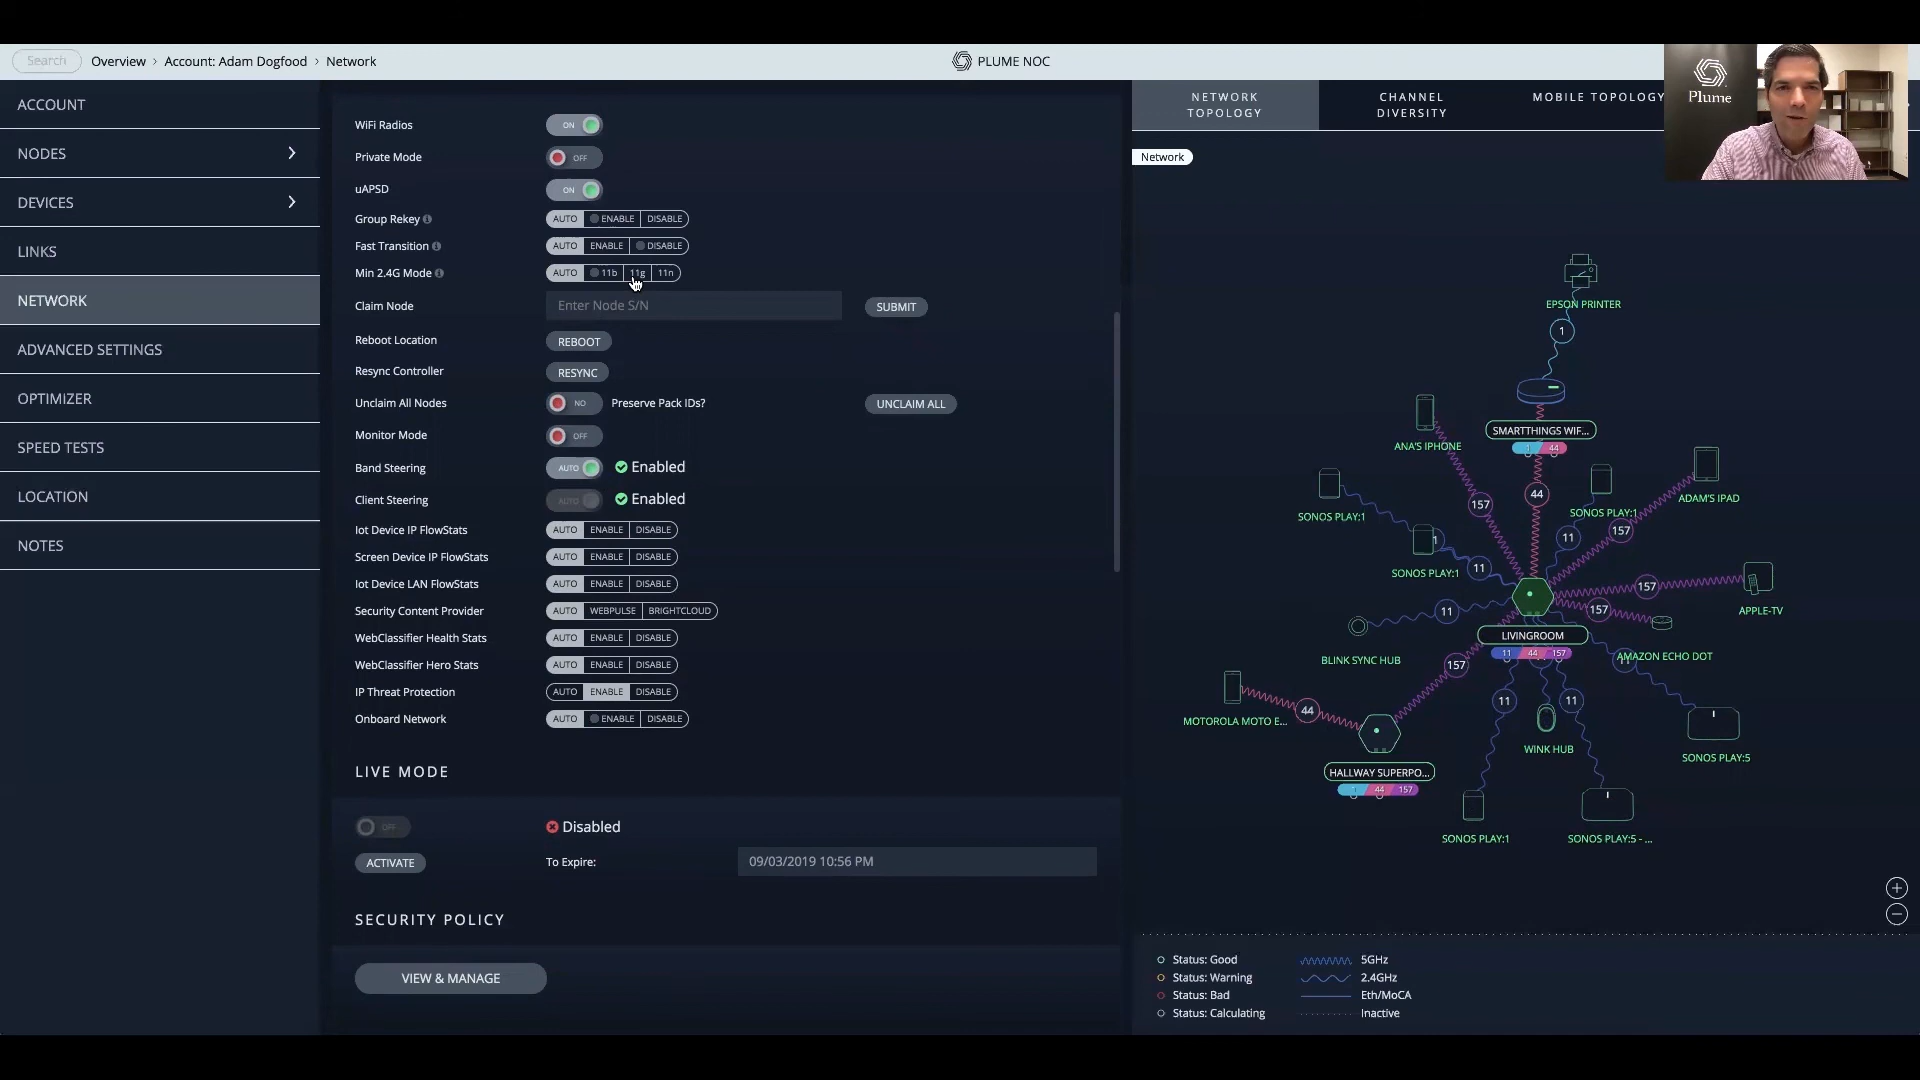 Search
Overview › Account: Adam Dogfood › Network
PLUME NOC
Plume
ACCOUNT
NODES
DEVICES
LINKS
NETWORK
ADVANCED SETTINGS
OPTIMIZER
SPEED TESTS
LOCATION
NOTES
WiFi Radios ON
Private Mode OFF
uAPSD ON
Group Rekey AUTO ENABLE DISABLE
Fast Transition AUTO ENABLE DISABLE
Min 2.4G Mode AUTO 11b 11g 11n
Claim Node Enter Node S/N SUBMIT
Reboot Location REBOOT
Resync Controller RESYNC
Unclaim All Nodes NO Preserve Pack IDs? UNCLAIM ALL
Monitor Mode OFF
Band Steering AUTO Enabled
Client Steering AUTO Enabled
Iot Device IP FlowStats AUTO ENABLE DISABLE
Screen Device IP FlowStats AUTO ENABLE DISABLE
Iot Device LAN FlowStats AUTO ENABLE DISABLE
Security Content Provider AUTO WEBPULSE BRIGHTCLOUD
WebClassifier Health Stats AUTO ENABLE DISABLE
WebClassifier Hero Stats AUTO ENABLE DISABLE
IP Threat Protection AUTO ENABLE DISABLE
Onboard Network AUTO ENABLE DISABLE
LIVE MODE
OFF Disabled
ACTIVATE To Expire: 09/03/2019 10:56 PM
SECURITY POLICY
VIEW & MANAGE
NETWORK
TOPOLOGY
CHANNEL
DIVERSITY
MOBILE TOPOLOGY
Network
EPSON PRINTER
1
SMARTTHINGS WIF...
1 44
ANA'S IPHONE
44
157
ADAM'S IPAD
SONOS PLAY:1
SONOS PLAY:1
157
11
1
11
SONOS PLAY:1
157
APPLE-TV
11
157
LIVINGROOM
11 44 157
AMAZON ECHO DOT
BLINK SYNC HUB
11
157
11
11
44
MOTOROLA MOTO E...
WINK HUB
SONOS PLAY:5
HALLWAY SUPERPO...
1 44 157
SONOS PLAY:1
SONOS PLAY:5 - ...
Status: Good 5GHz
Status: Warning 2.4GHz
Status: Bad Eth/MoCA
Status: Calculating Inactive